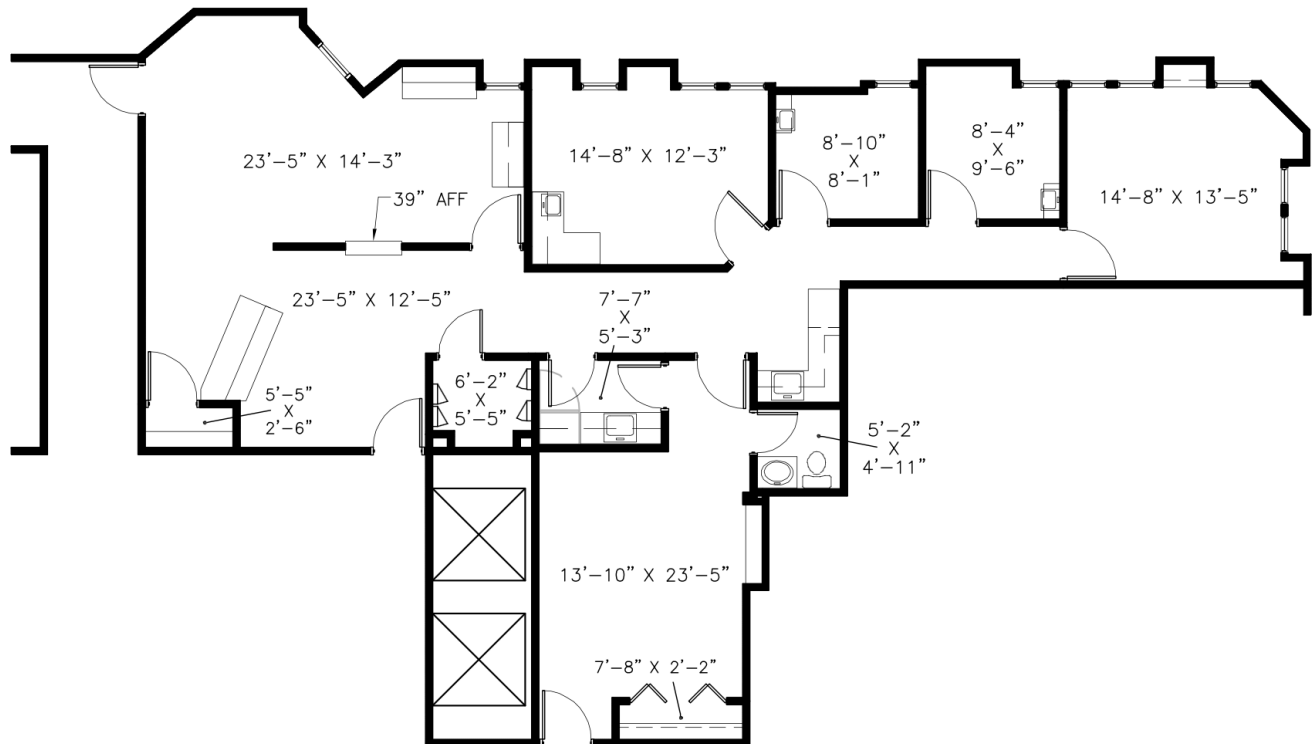 23’-5” X 14’-3”
39” AFF
14’-8” X 12’-3”
8’-10”
X
8’-1”
8’-4”
X
9’-6”
14’-8” X 13’-5”
23’-5” X 12’-5”
7’-7”
X
5’-3”
5’-5”
X
2’-6”
6’-2”
X
5’-5”
5’-2”
X
4’-11”
13’-10” X 23’-5”
7’-8” X 2’-2”